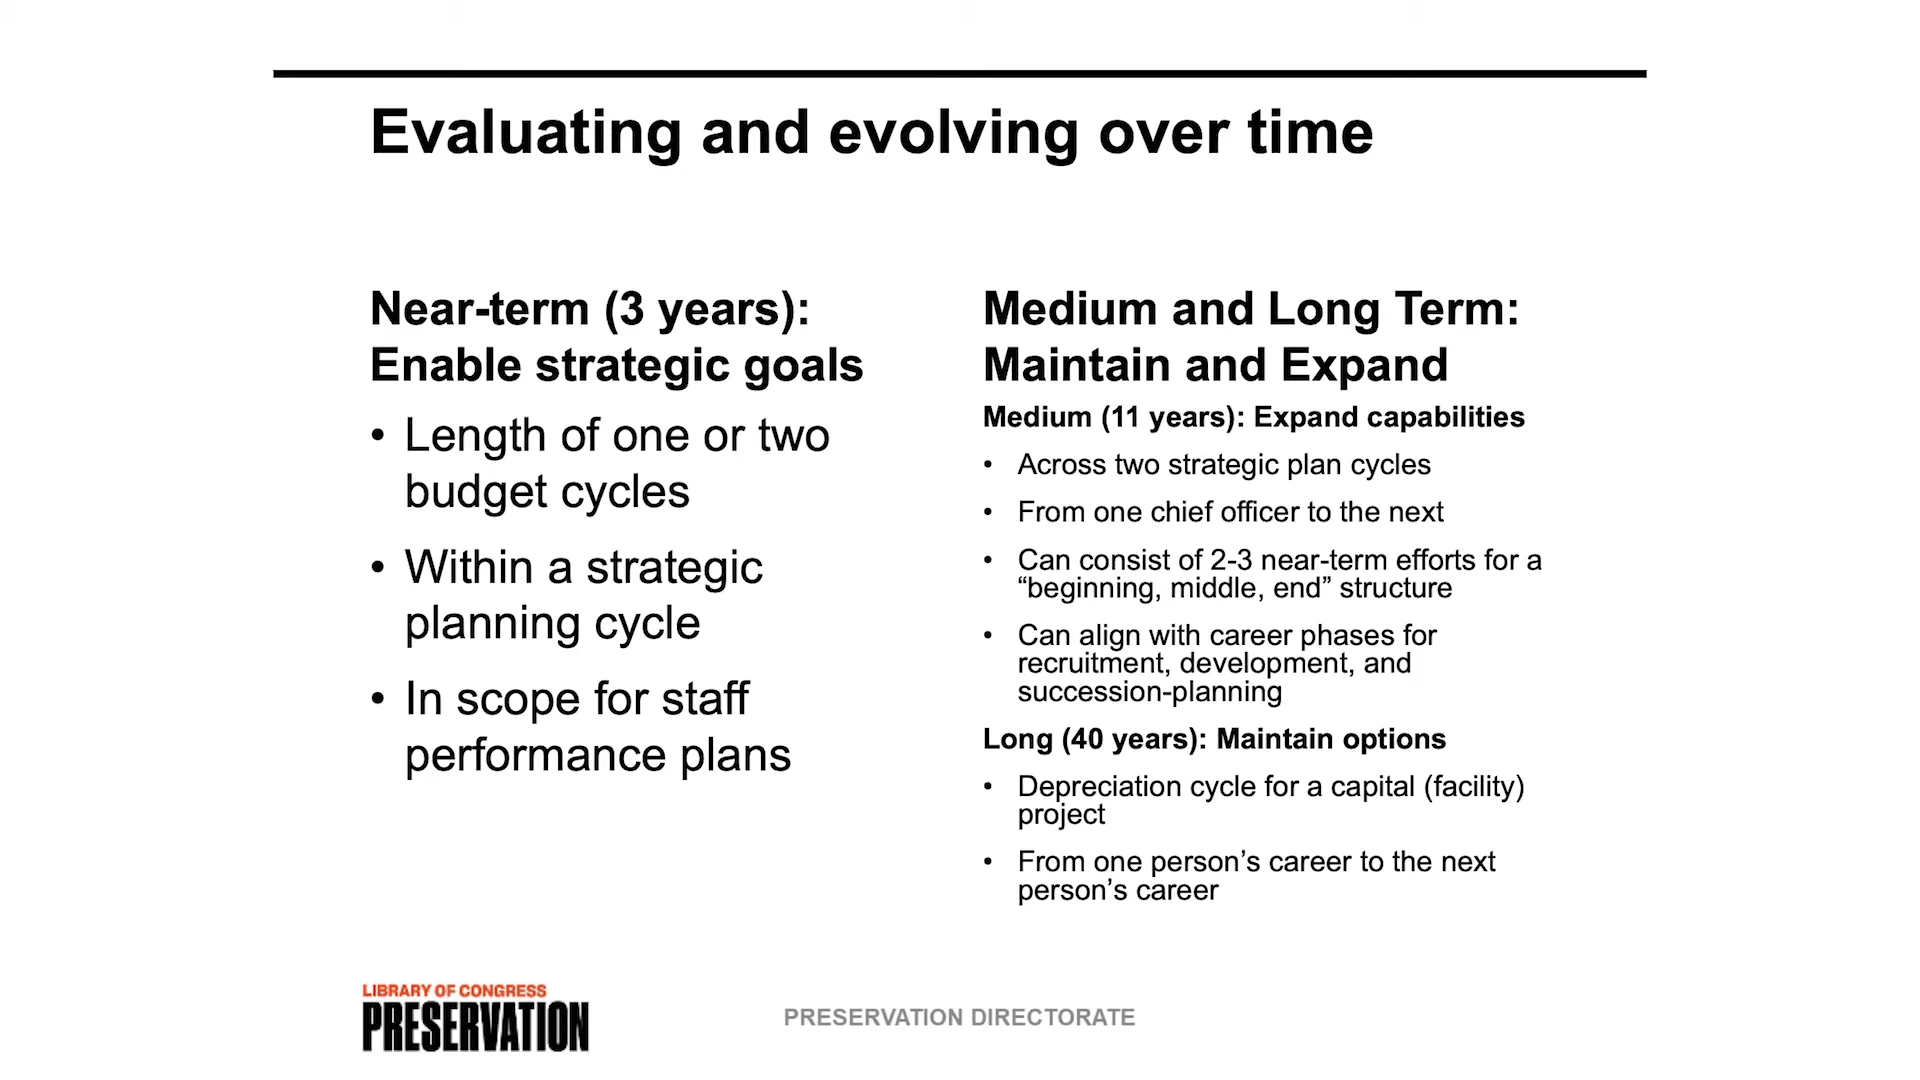 Evaluating and evolving over time
Near-term (3 years):
Enable strategic goals
• Length of one or two
budget cycles
• Within a strategic
planning cycle
• In scope for staff
performance plans
Medium and Long Term:
Maintain and Expand
Medium (11 years): Expand capabilities
• Across two strategic plan cycles
• From one chief officer to the next
• Can consist of 2-3 near-term efforts for a
“beginning, middle, end” structure
• Can align with career phases for
recruitment, development, and
succession-planning
Long (40 years): Maintain options
• Depreciation cycle for a capital (facility)
project
• From one person’s career to the next
person’s career
LIBRARY OF CONGRESS
PRESERVATION
PRESERVATION DIRECTORATE